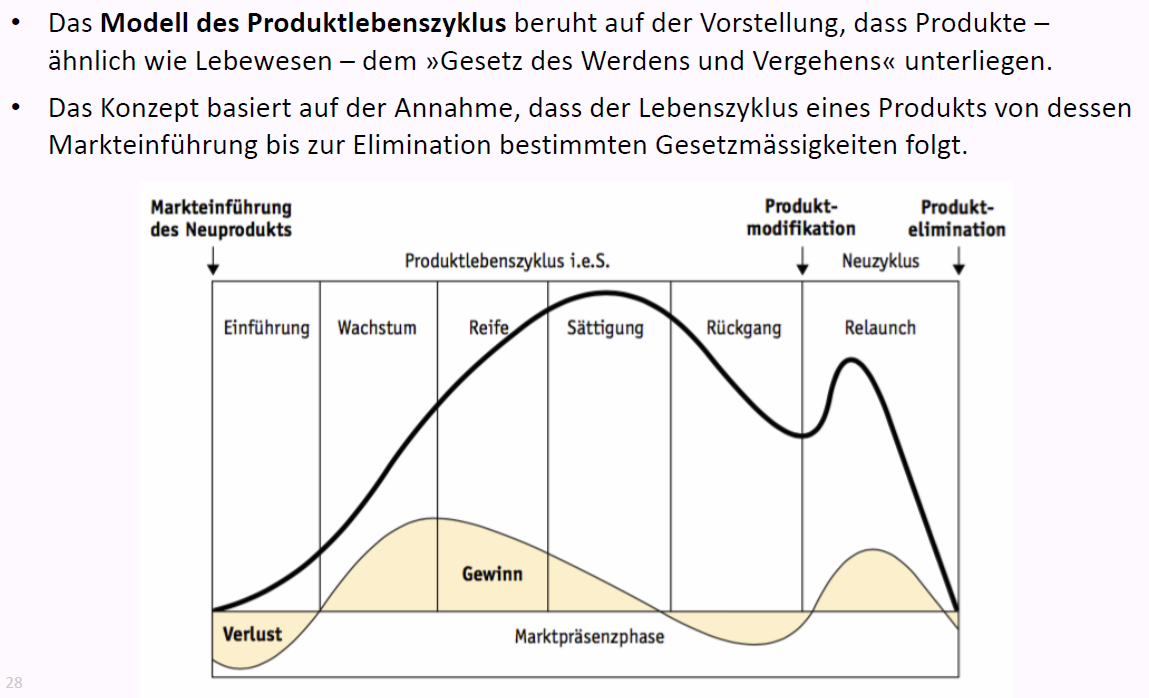 • Das Modell des Produktlebenszyklus beruht auf der Vorstellung, dass Produkte –
ähnlich wie Lebewesen – dem »Gesetz des Werdens und Vergehens« unterliegen.
• Das Konzept basiert auf der Annahme, dass der Lebenszyklus eines Produkts von dessen
Markteinführung bis zur Elimination bestimmten Gesetzmässigkeiten folgt.
Markteinführung
des Neuprodukts
Produkt-
modifikation
Produkt-
elimination
Produktlebenszyklus i.e.S.
Neuzyklus
Einführung
Wachstum
Reife
Sättigung
Rückgang
Relaunch
Gewinn
Verlust
Marktpräsenzphase
28